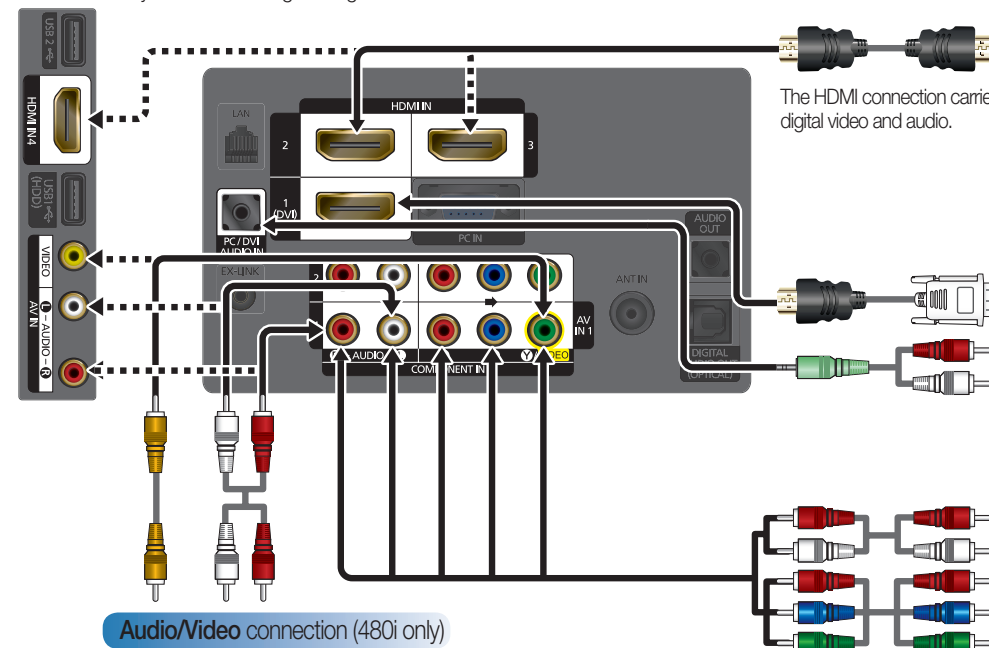 USB 2
HDMI IN 4
USB1
(HDD)
VIDEO
L - AUDIO - R
AV IN
LAN
HDMI IN
2
3
1
(DVI)
PC / DVI
AUDIO IN
PC IN
EX-LINK
2
ANT IN
AUDIO
OUT
AV
IN 1
AUDIO
Y
COMPONENT IN
DIGITAL
(OPTICAL)
The HDMI connection
digital video and audio.
Audio/Video connection (480i only)